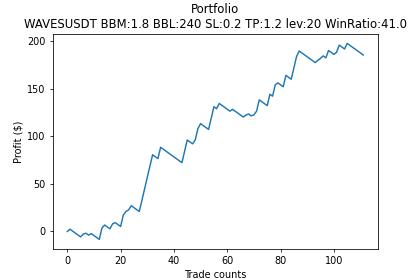 Portfolio
WAVESUSDT BBM:1.8 BBL:240 SL:0.2 TP:1.2 lev:20 WinRatio:41.0
200
150
100
50
0
Profit ($)
0 20 40 60 80 100
Trade counts